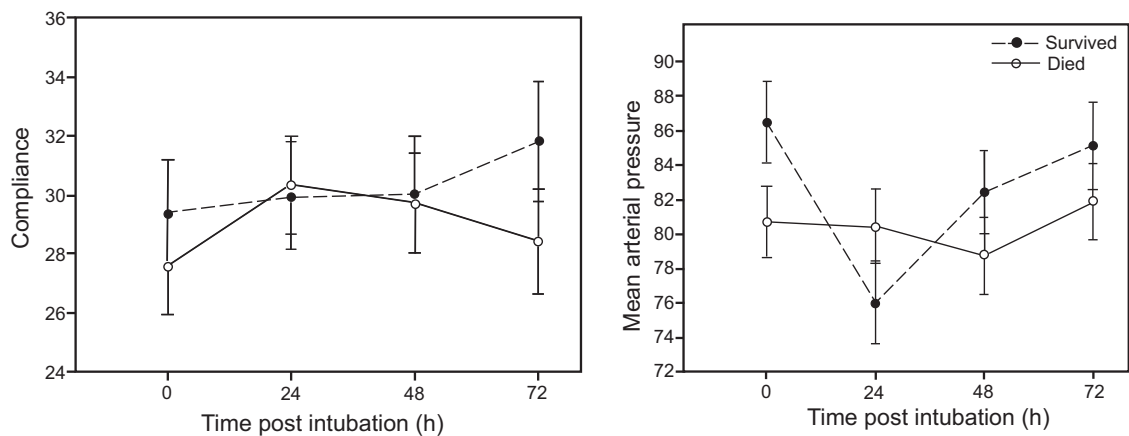 Compliance
36
34
32
30
28
26
24
0 24 48 72
Time post intubation (h)
Mean arterial pressure
90
88
86
84
82
80
78
76
74
72
0 24 48 72
Time post intubation (h)
Survived
Died